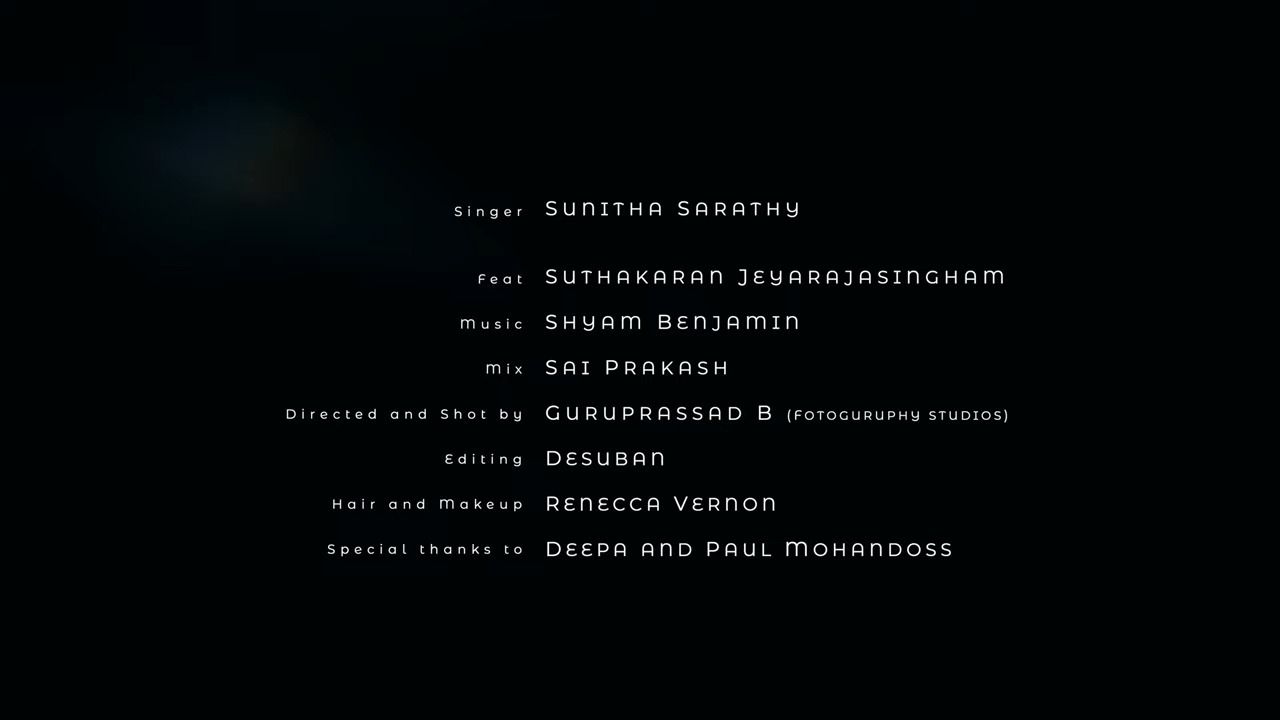 Singer Sunitha Sarathy
Feat Suthakaran Jeyarajasingham
Music Shyam Benjamin
Mix Sai Prakash
Directed and Shot by Guruprassad B (Fotoguruphy studios)
Editing Desuban
Hair and Makeup Renecca Vernon
Special thanks to Deepa and Paul Mohandoss